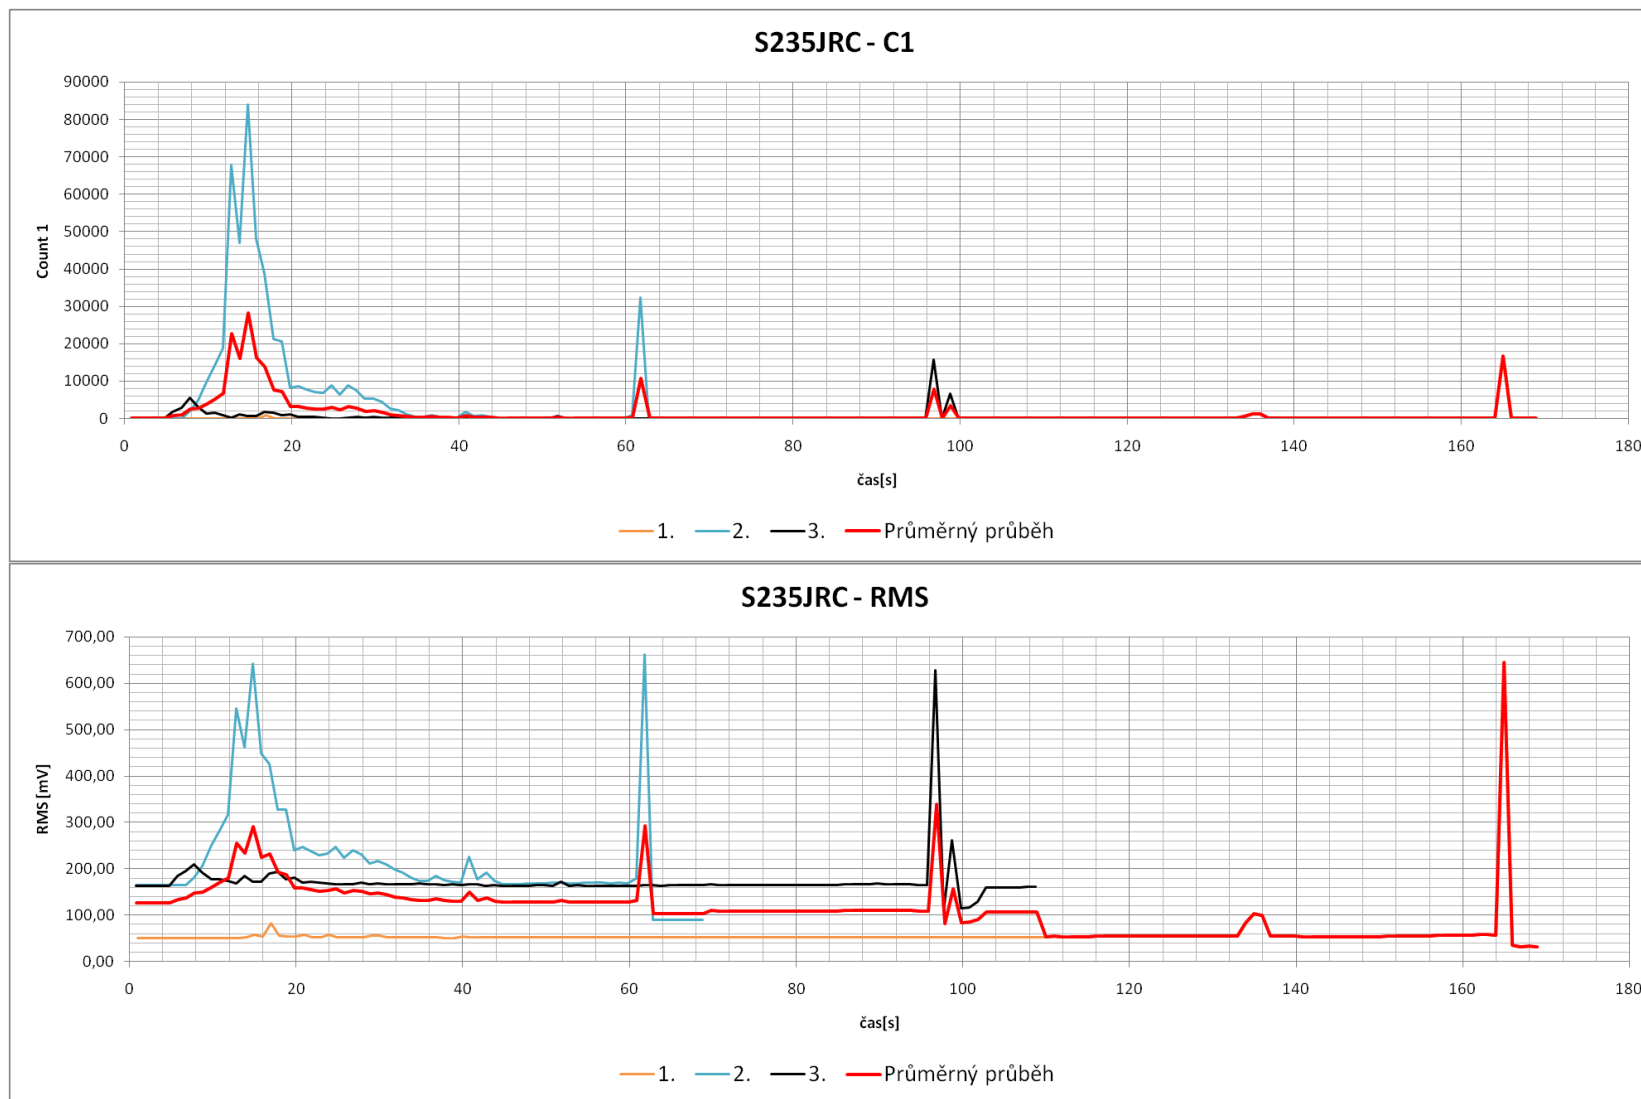 S235JRC - C1
90000
80000
70000
60000
50000
40000
30000
20000
10000
0
Count 1
0 20 40 60 80 100 120 140 160 180
čas[s]
1. 2. 3. Průměrný průběh
S235JRC - RMS
700,00
600,00
500,00
400,00
300,00
200,00
100,00
0,00
RMS [mV]
0 20 40 60 80 100 120 140 160 180
čas[s]
1. 2. 3. Průměrný průběh